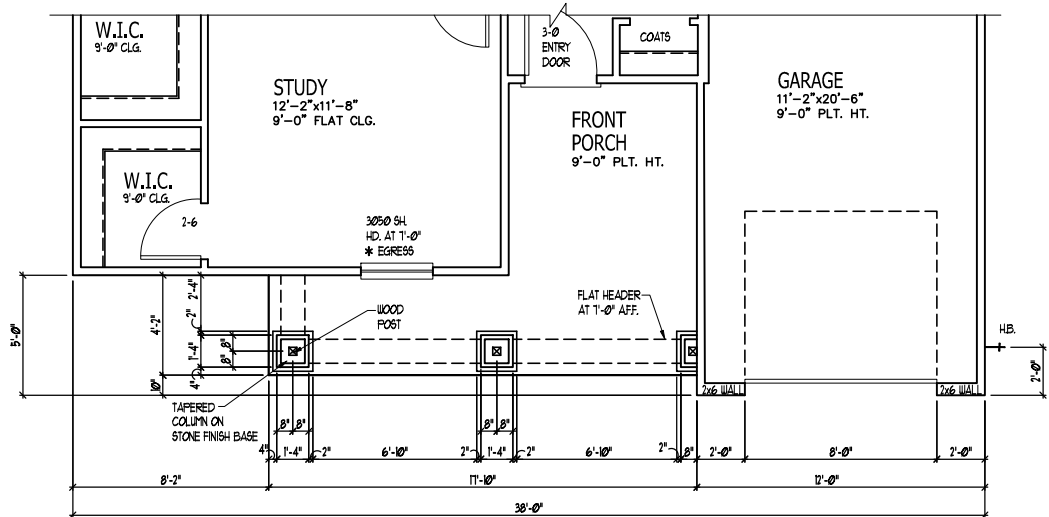 W.I.C.
9'-0" CLG.
STUDY
12'-2"x11'-8"
9'-0" FLAT CLG.
3-0
ENTRY
DOOR
COATS
GARAGE
11'-2"x20'-6"
9'-0" PLT. HT.
FRONT
PORCH
9'-0" PLT. HT.
W.I.C.
9'-0" CLG.
2-6
3050 SH.
HD. AT 7'-0"
* EGRESS
FLAT HEADER
AT 7'-0" AFF.
WOOD
POST
H.B.
5'-0"
4'-2"
10"
2'-4"
2"
1'-4"
4"
8"
8"
2'-0"
2x6 WALL
2x6 WALL
TAPERED
COLUMN ON
STONE FINISH BASE
8" 8"
8" 8"
4" 1'-4" 2" 6'-10" 2" 1'-4" 2" 6'-10" 2" 8" 2'-0" 8'-0" 2'-0"
8'-2" 17'-10" 12'-0"
38'-0"